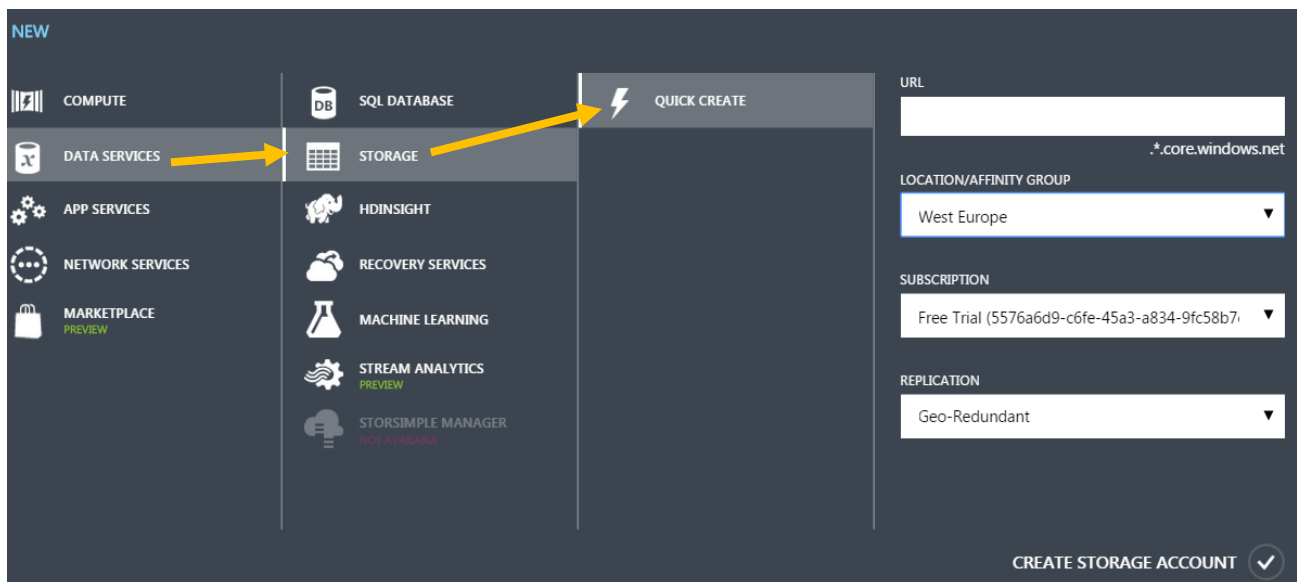 NEW
COMPUTE
DATA SERVICES
APP SERVICES
NETWORK SERVICES
MARKETPLACE
PREVIEW
DB
SQL DATABASE
STORAGE
HDINSIGHT
RECOVERY SERVICES
MACHINE LEARNING
STREAM ANALYTICS
PREVIEW
STORSIMPLE MANAGER
NOT AVAILABLE
QUICK CREATE
URL
.*.core.windows.net
LOCATION/AFFINITY GROUP
West Europe
SUBSCRIPTION
Free Trial (5576a6d9-c6fe-45a3-a834-9fc58b7
REPLICATION
Geo-Redundant
CREATE STORAGE ACCOUNT